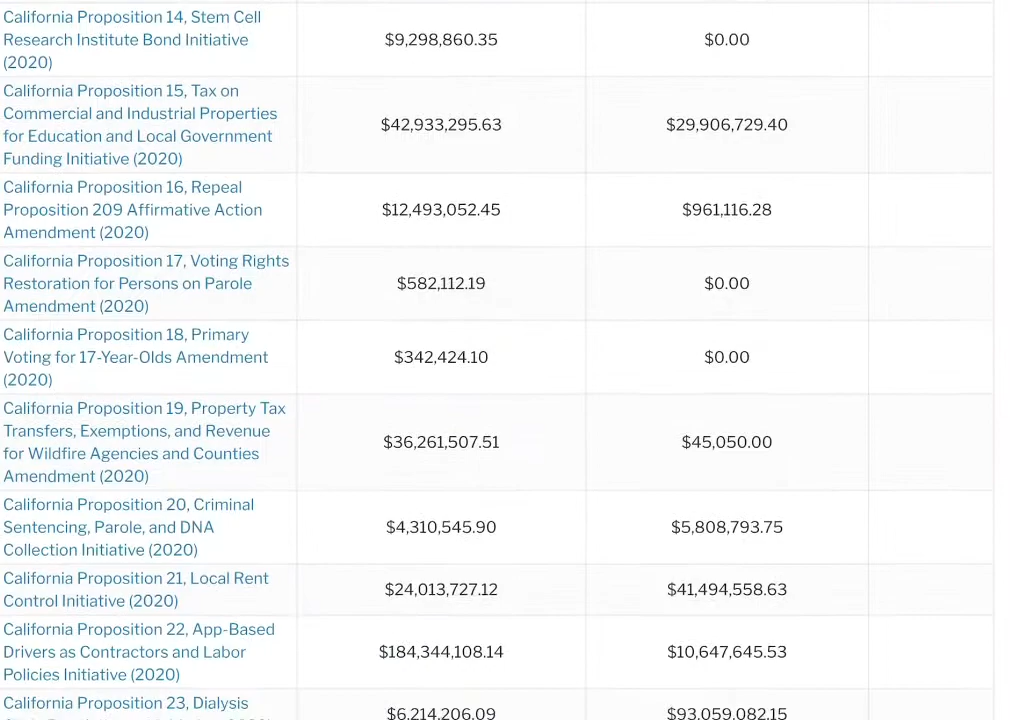 California Proposition 14, Stem Cell
Research Institute Bond Initiative
(2020)
$9,298,860.35
$0.00
California Proposition 15, Tax on
Commercial and Industrial Properties
for Education and Local Government
Funding Initiative (2020)
$42,933,295.63
$29,906,729.40
California Proposition 16, Repeal
Proposition 209 Affirmative Action
Amendment (2020)
$12,493,052.45
$961,116.28
California Proposition 17, Voting Rights
Restoration for Persons on Parole
Amendment (2020)
$582,112.19
$0.00
California Proposition 18, Primary
Voting for 17-Year-Olds Amendment
(2020)
$342,424.10
$0.00
California Proposition 19, Property Tax
Transfers, Exemptions, and Revenue
for Wildfire Agencies and Counties
Amendment (2020)
$36,261,507.51
$45,050.00
California Proposition 20, Criminal
Sentencing, Parole, and DNA
Collection Initiative (2020)
$4,310,545.90
$5,808,793.75
California Proposition 21, Local Rent
Control Initiative (2020)
$24,013,727.12
$41,494,558.63
California Proposition 22, App-Based
Drivers as Contractors and Labor
Policies Initiative (2020)
$184,344,108.14
$10,647,645.53
California Proposition 23, Dialysis
$6,214,206.09
$93,059,082.15